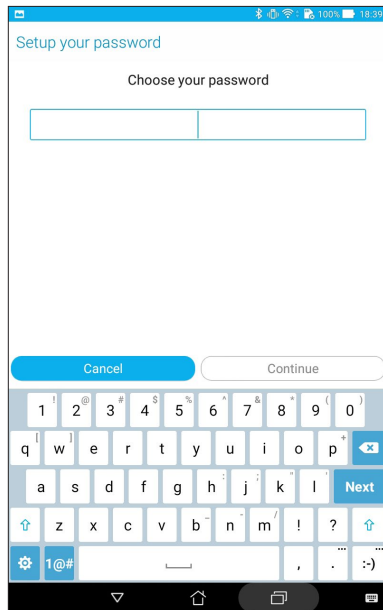 100% 18:39
Setup your password
Choose your password
Cancel Continue
! @ # $ % ^ & * ( )
1 2 3 4 5 6 7 8 9 0
[ ] +
q w e r t y u i o p
: ; " '
a s d f g h j k l Next
_ - /
z x c v b n m ! ?
1@# , . ... :-) ...